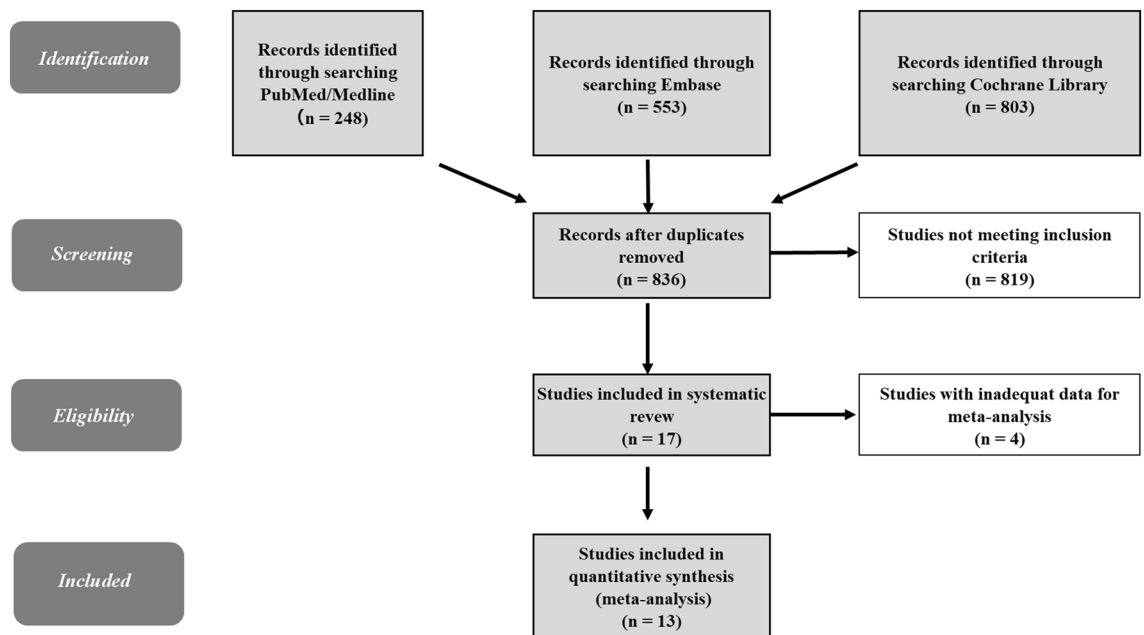 Identification
Records identified
through searching
PubMed/Medline
（n = 248)
Records identified through
searching Embase
(n = 553)
Records identified through
searching Cochrane Library
(n = 803)
Screening
Records after duplicates
removed
(n = 836)
Studies not meeting inclusion
criteria
(n = 819)
Eligibility
Studies included in systematic
revew
(n = 17)
Studies with inadequat data for
meta-analysis
(n = 4)
Included
Studies included in
quantitative synthesis
(meta-analysis)
(n = 13)